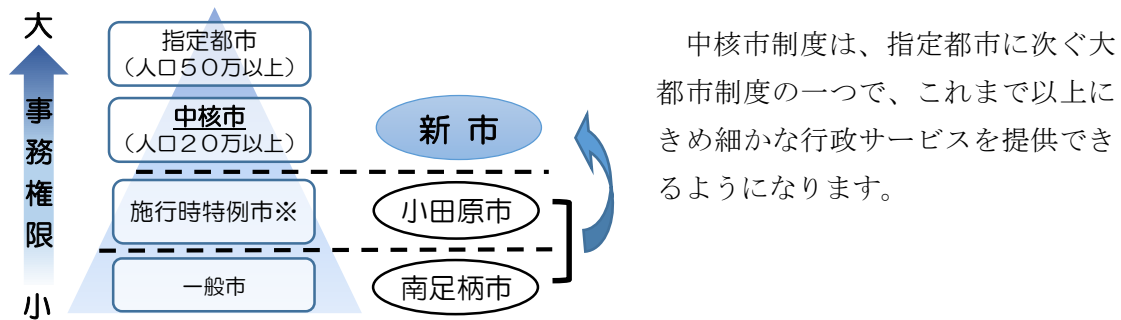 大
事
務
権
限
小
指定都市
（人口５０万以上）
中核市
（人口２０万以上）
施行時特例市※
一般市
新 市
小田原市
南足柄市
中核市制度は、指定都市に次ぐ大
都市制度の一つで、これまで以上に
きめ細かな行政サービスを提供でき
るようになります。